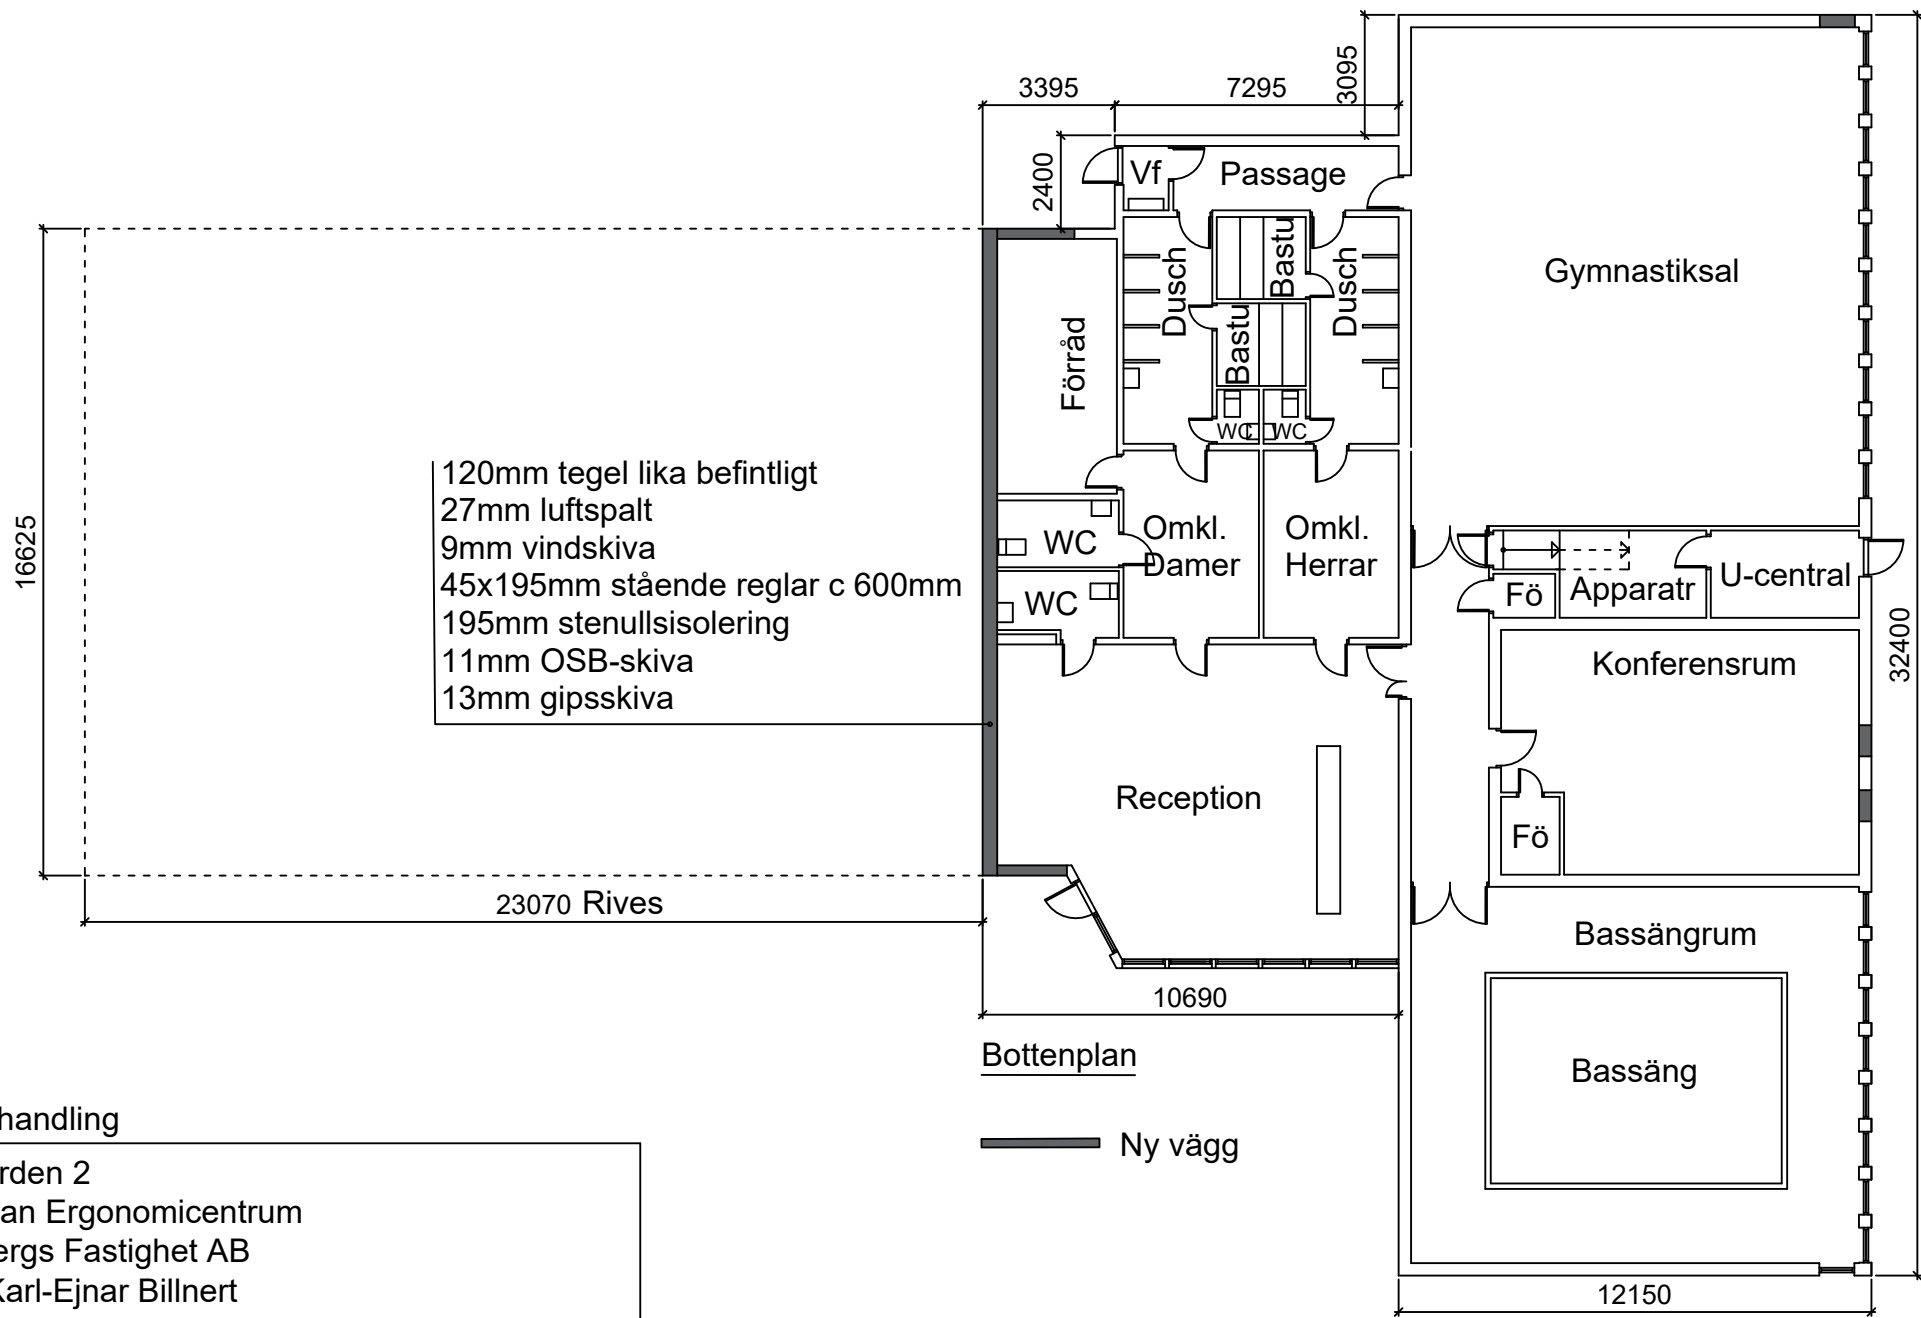 3395
7295
3095
2400
Vf
Passage
Gymnastiksal
Dusch
Bastu
Dusch
Bastu
Förråd
WC
WC
16625
120mm tegel lika befintligt
27mm luftspalt
9mm vindskiva
45x195mm stående reglar c 600mm
195mm stenullsisolering
11mm OSB-skiva
13mm gipsskiva
WC
WC
Omkl.
Damer
Omkl.
Herrar
Fö
Apparatr
U-central
32400
Konferensrum
Reception
Fö
23070 Rives
10690
Bassängrum
Bassäng
Bottenplan
Ny vägg
12150
handling
rden 2
an Ergonomicentrum
ergs Fastighet AB
Karl-Ejnar Billnert